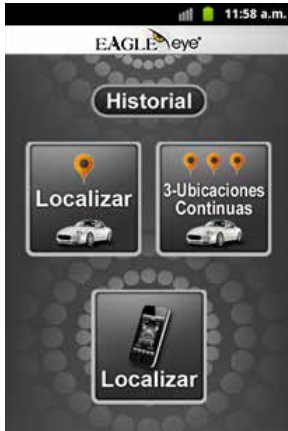 11:58 a.m.
EAGLE eye
Historial
Localizar
3-Ubicaciones
Continuas
Localizar